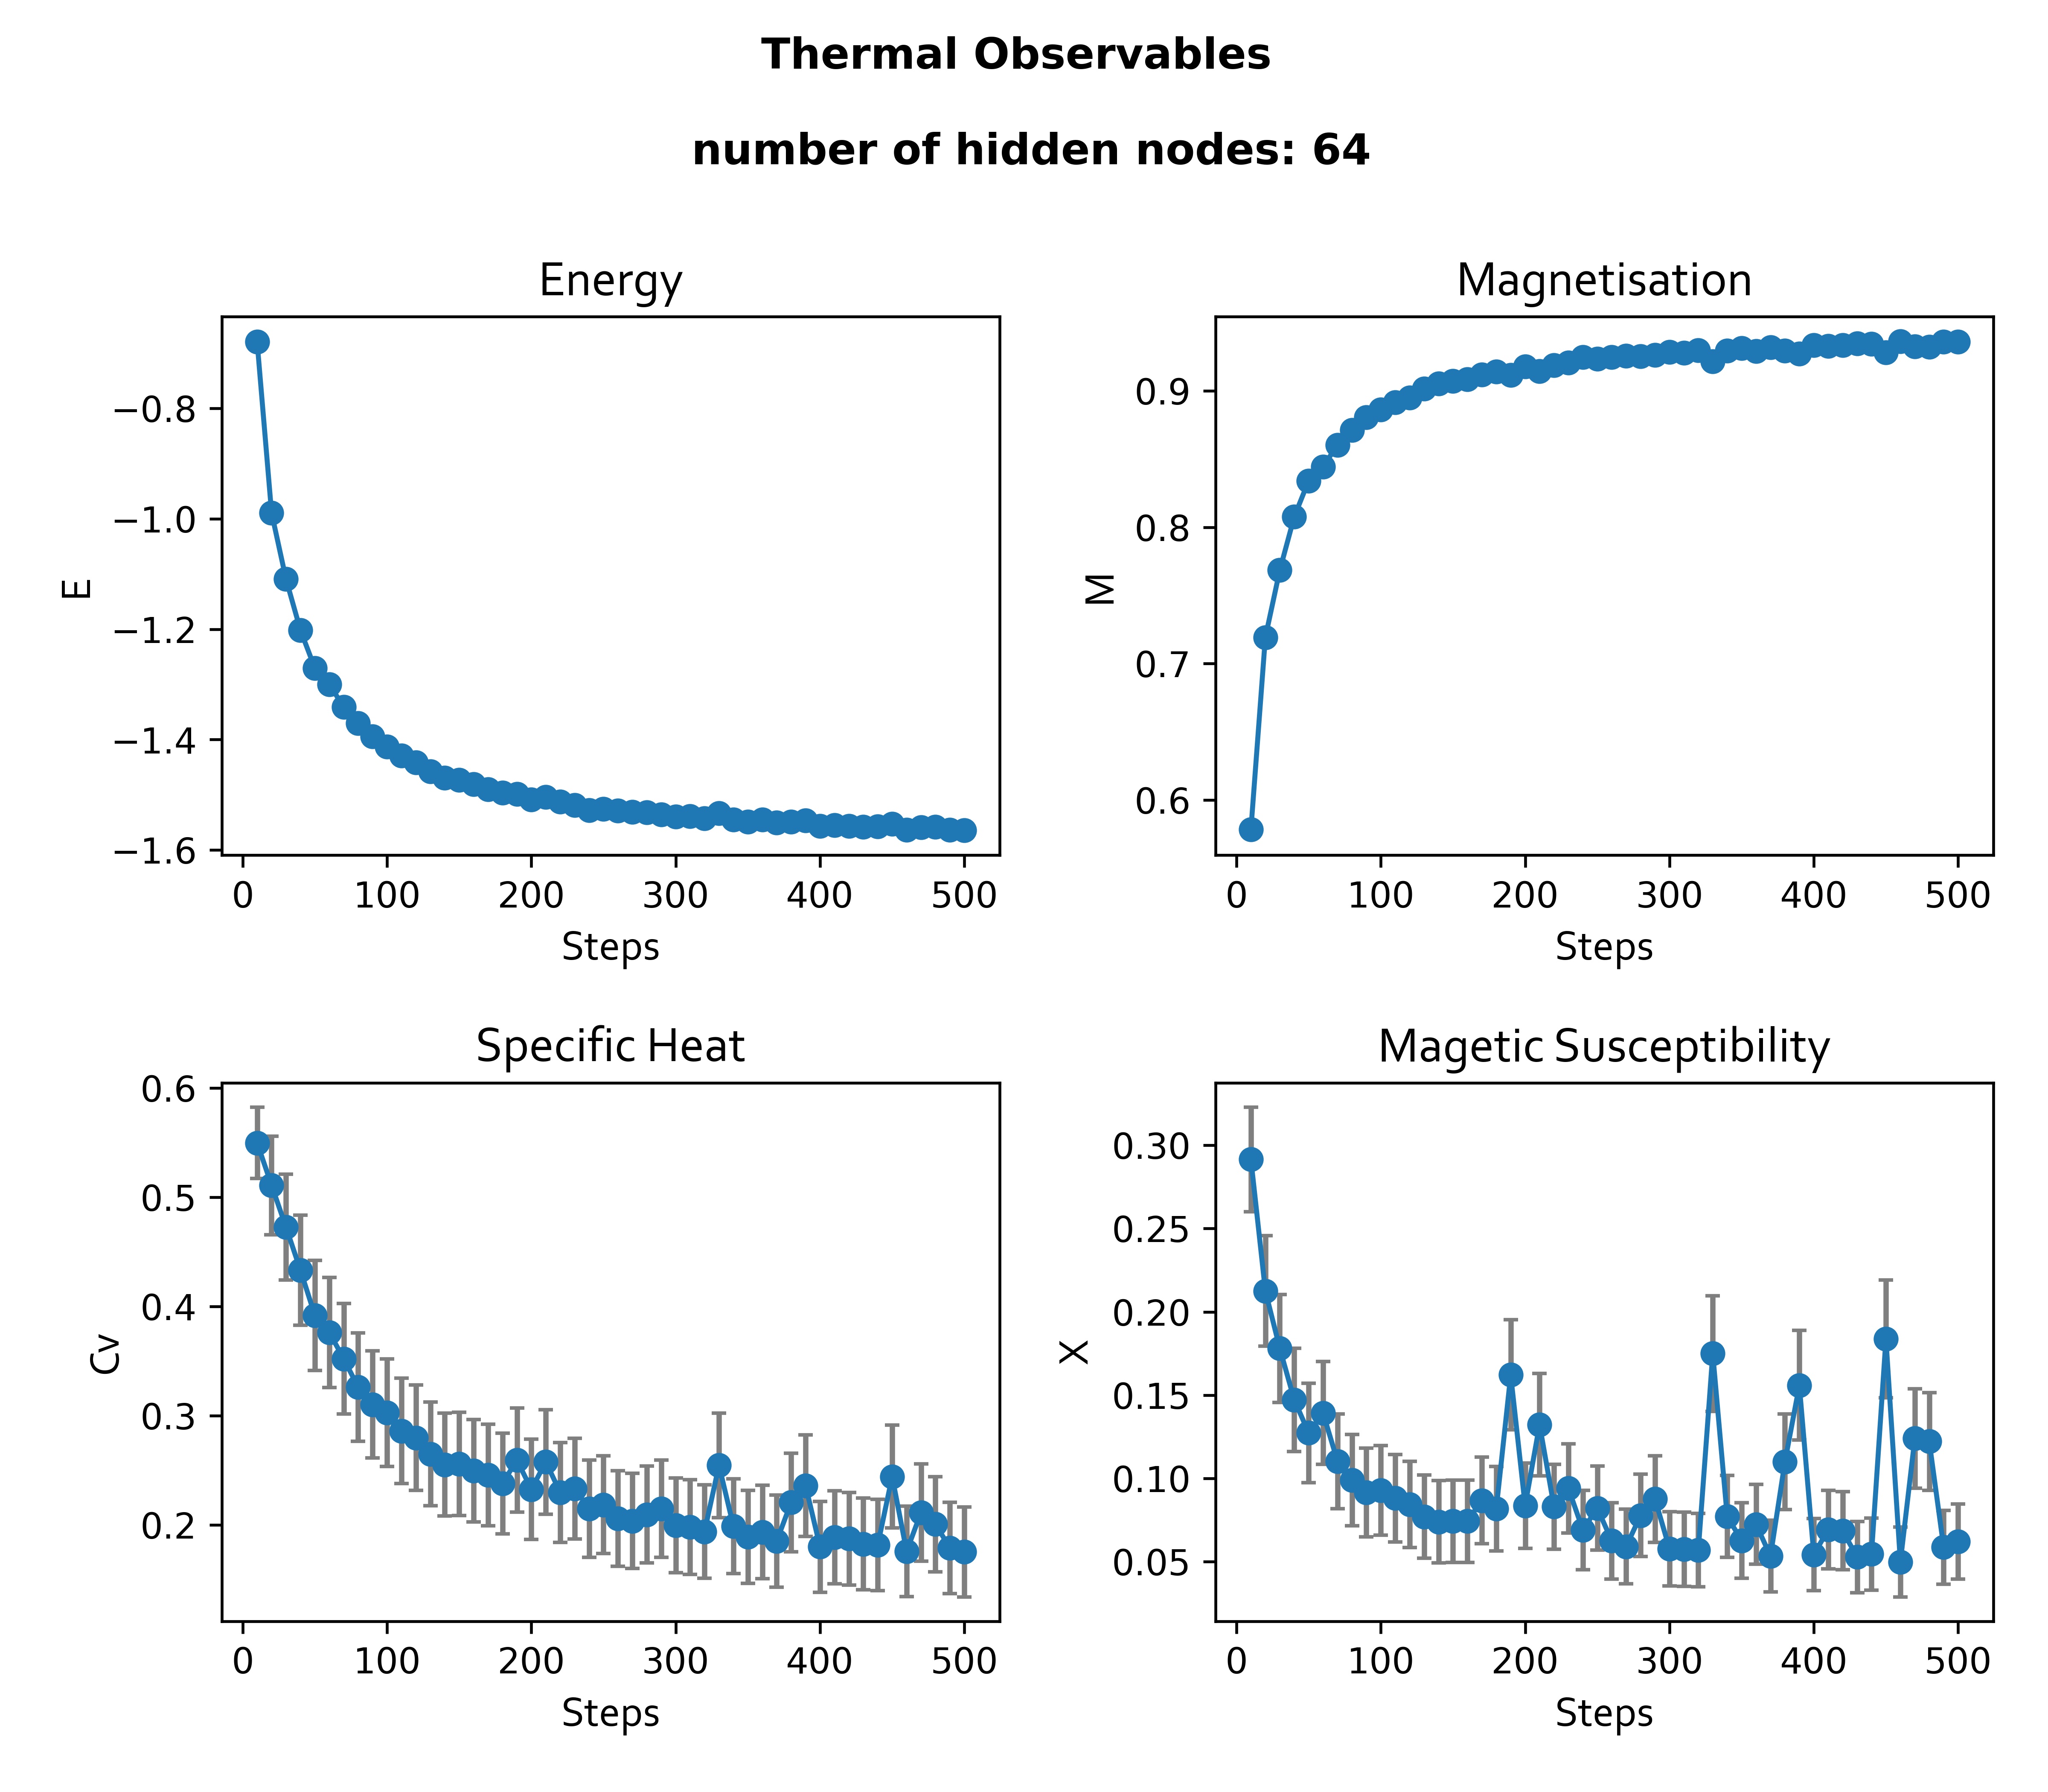 Thermal Observables
number of hidden nodes: 64
Energy
Magnetisation
−0.8
−1.0
−1.2
−1.4
−1.6
E
0 100 200 300 400 500
Steps
0.9
0.8
0.7
0.6
M
0 100 200 300 400 500
Steps
Specific Heat
Magetic Susceptibility
0.6
0.5
0.4
0.3
0.2
Cv
0 100 200 300 400 500
Steps
0.30
0.25
0.20
0.15
0.10
0.05
X
0 100 200 300 400 500
Steps